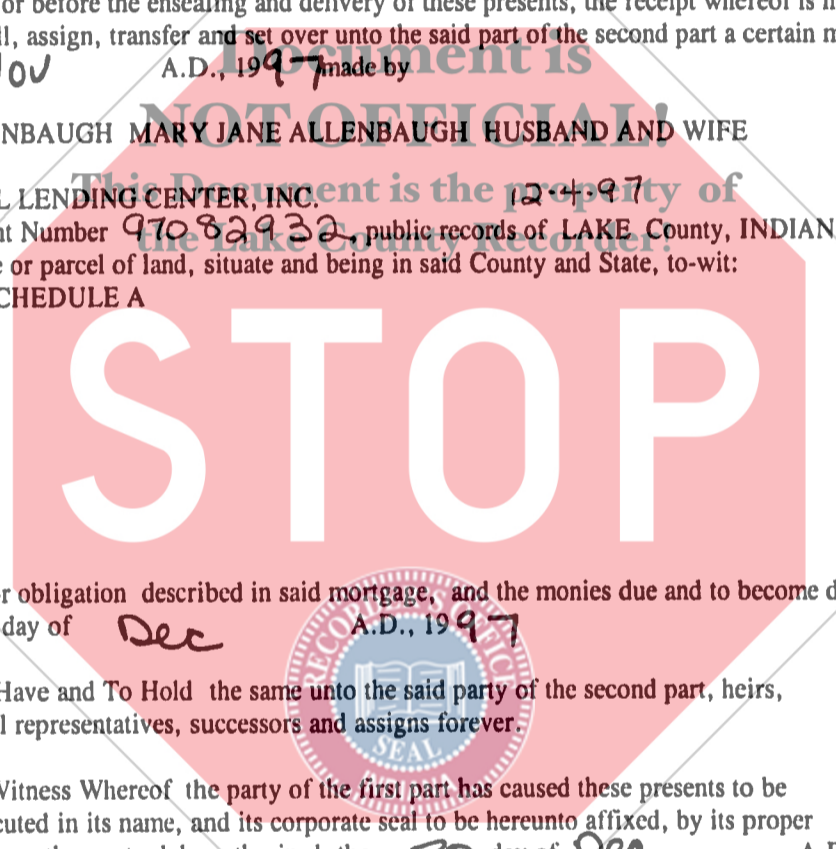 or before the ensealing and delivery of these presents, the receipt whereof is
l, assign, transfer and set over unto the said part of the second part a certain
Nov A.D., 1997 made by
Document is
NBAUGH MARY JANE ALLENBAUGH HUSBAND AND WIFE
NOT OFFICIAL!
L LENDING CENTER, INC. 12-4-97
This Document is the property of
nt Number 97082932, public records of LAKE County, INDIAN
the Lake County Recorder!
e or parcel of land, situate and being in said County and State, to-wit:
CHEDULE A
STOP
r obligation described in said mortgage, and the monies due and to become d
day of Dec A.D., 1997
Have and To Hold the same unto the said party of the second part, heirs,
l representatives, successors and assigns forever.
RECORDER'S OFFICE
SEAL
INDIANA
Witness Whereof the party of the first part has caused these presents to be
cuted in its name, and its corporate seal to be hereunto affixed, by its proper
day of Dec